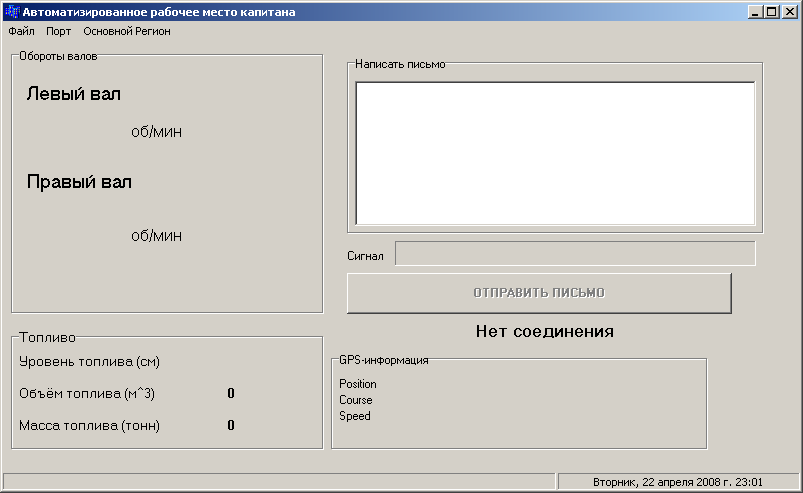 Автоматизированное рабочее место капитана
Файл Порт Основной Регион
Обороты валов
Левый вал
об/мин
Правый вал
об/мин
Написать письмо
Сигнал
ОТПРАВИТЬ ПИСЬМО
Нет соединения
Топливо
Уровень топлива (см)
Объём топлива (м^3) 0
Масса топлива (тонн) 0
GPS-информация
Position
Course
Speed
Вторник, 22 апреля 2008 г. 23:01